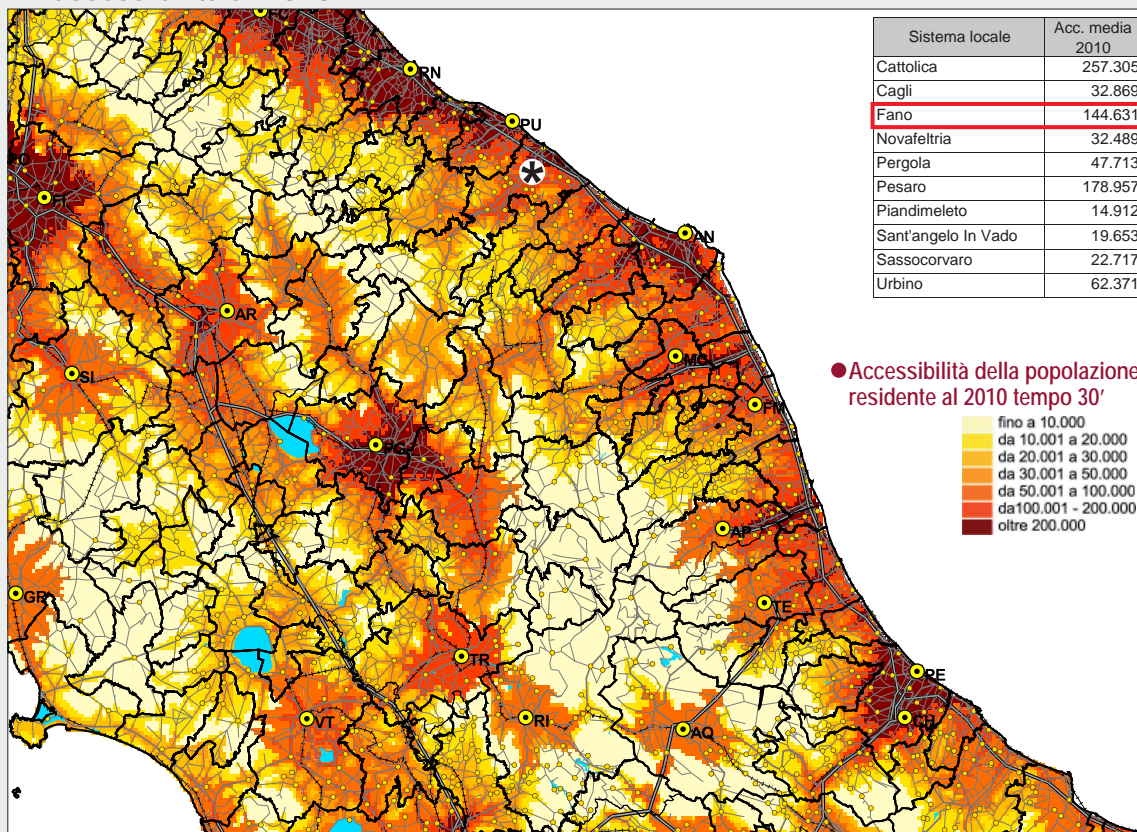 Sistema locale Acc. media 2010
Cattolica 257.305
Cagli 32.869
Fano 144.631
Novafeltria 32.489
Pergola 47.713
Pesaro 178.957
Piandimeleto 14.912
Sant'angelo In Vado 19.653
Sassocorvaro 22.717
Urbino 62.371
Accessibilità della popolazione
residente al 2010 tempo 30'
fino a 10.000
da 10.001 a 20.000
da 20.001 a 30.000
da 30.001 a 50.000
da 50.001 a 100.000
da100.001 - 200.000
oltre 200.000
RN
PU
FI
AN
AR
MC
SI
FM
PG
AP
GR
TE
TR
PE
VT
RI
AQ
CH